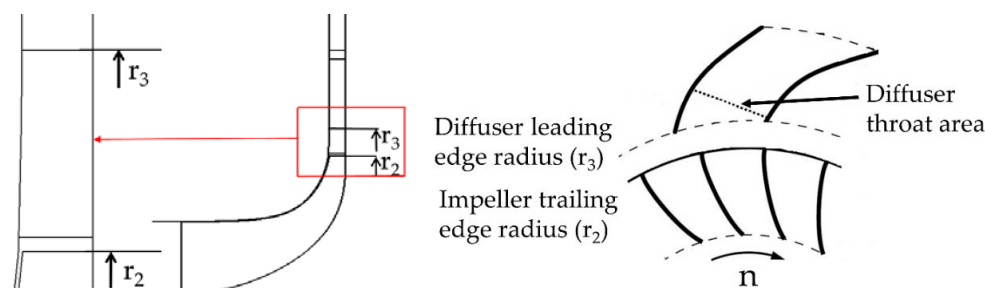 r3
r2
r3
r2
Diffuser leading
edge radius (r3)
Impeller trailing
edge radius (r2)
Diffuser
throat area
n